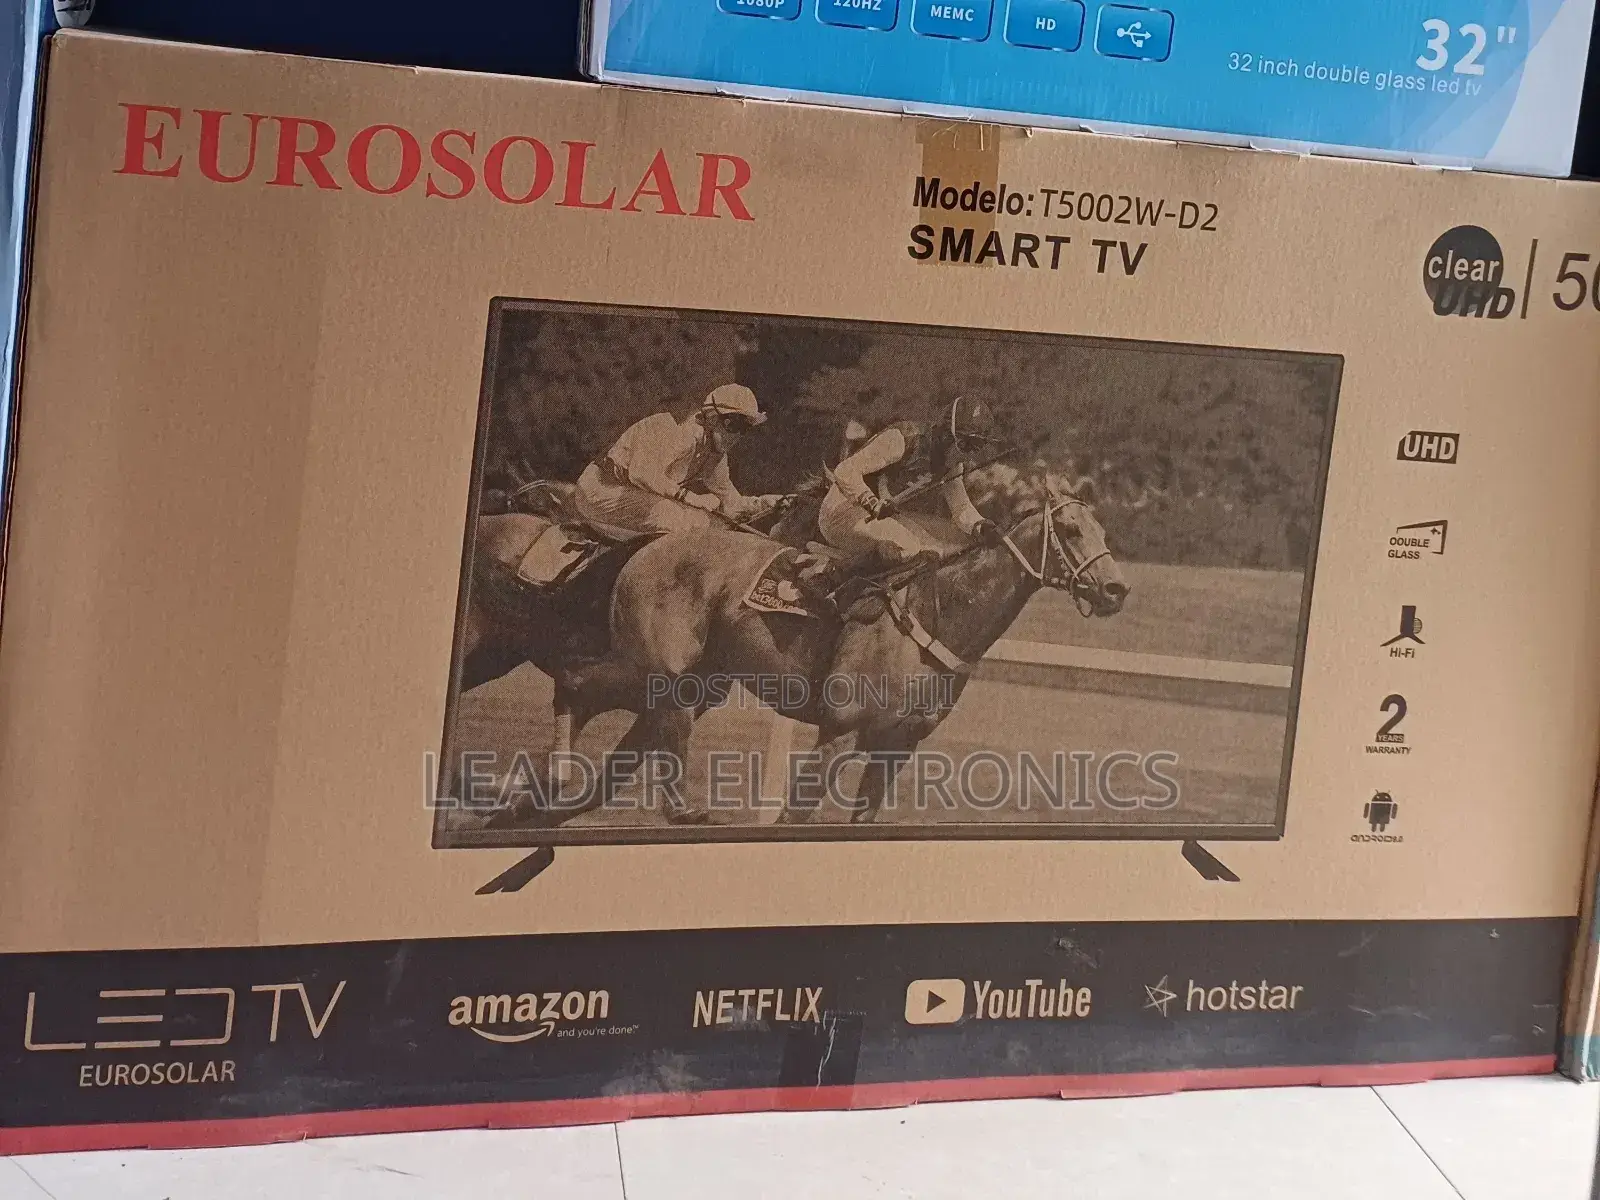 1080P
120HZ
MEMC
HD
32"
32 inch double glass led tv
EUROSOLAR
Modelo: T5002W-D2
SMART TV
clear
UHD
50
UHD
DOUBLE
GLASS
HI-FI
2
YEARS
WARRANTY
POSTED ON JIJI
LEADER ELECTRONICS
LED TV
EUROSOLAR
amazon
and you're done™
NETFLIX
YouTube
hotstar